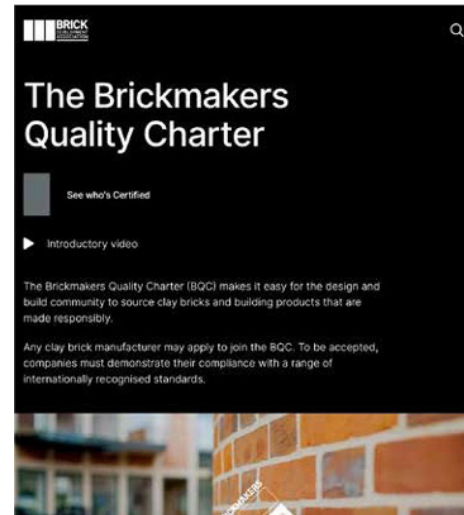 BRICK
DEVELOPMENT
ASSOCIATION
The Brickmakers
Quality Charter
See who's Certified
Introductory video
The Brickmakers Quality Charter (BQC) makes it easy for the design and
build community to source clay bricks and building products that are
made responsibly.
Any clay brick manufacturer may apply to join the BQC. To be accepted,
companies must demonstrate their compliance with a range of
internationally recognised standards.
BRICKMAKERS